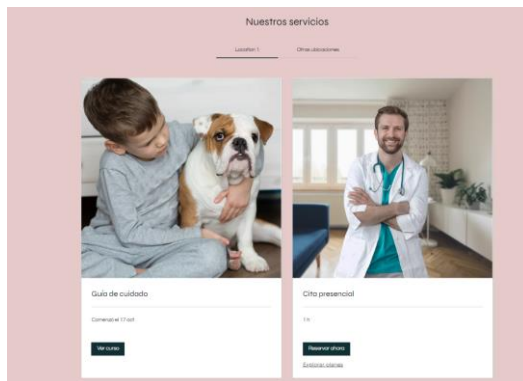 Nuestros servicios
Location 1
Otras ubicaciones
Guía de cuidado
Cita presencial
Comenzó el 17 oct
1 h
Ver curso
Reservar ahora
Explorar planes